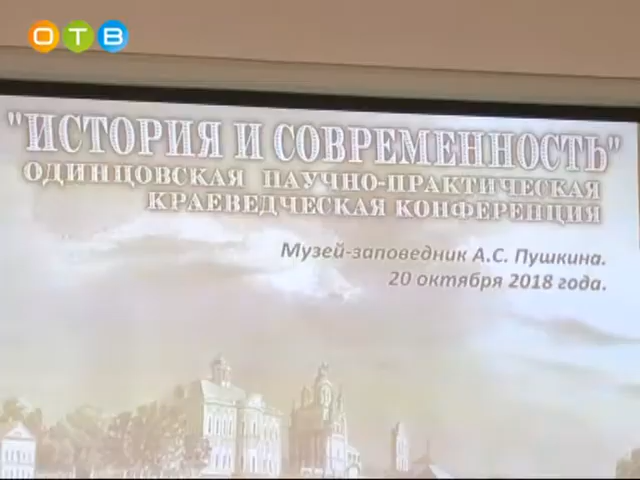 ОТВ
"ИСТОРИЯ И СОВРЕМЕННОСТЬ"
ОДИНЦОВСКАЯ НАУЧНО-ПРАКТИЧЕСКАЯ
КРАЕВЕДЧЕСКАЯ КОНФЕРЕНЦИЯ
Музей-заповедник А.С. Пушкина.
20 октября 2018 года.